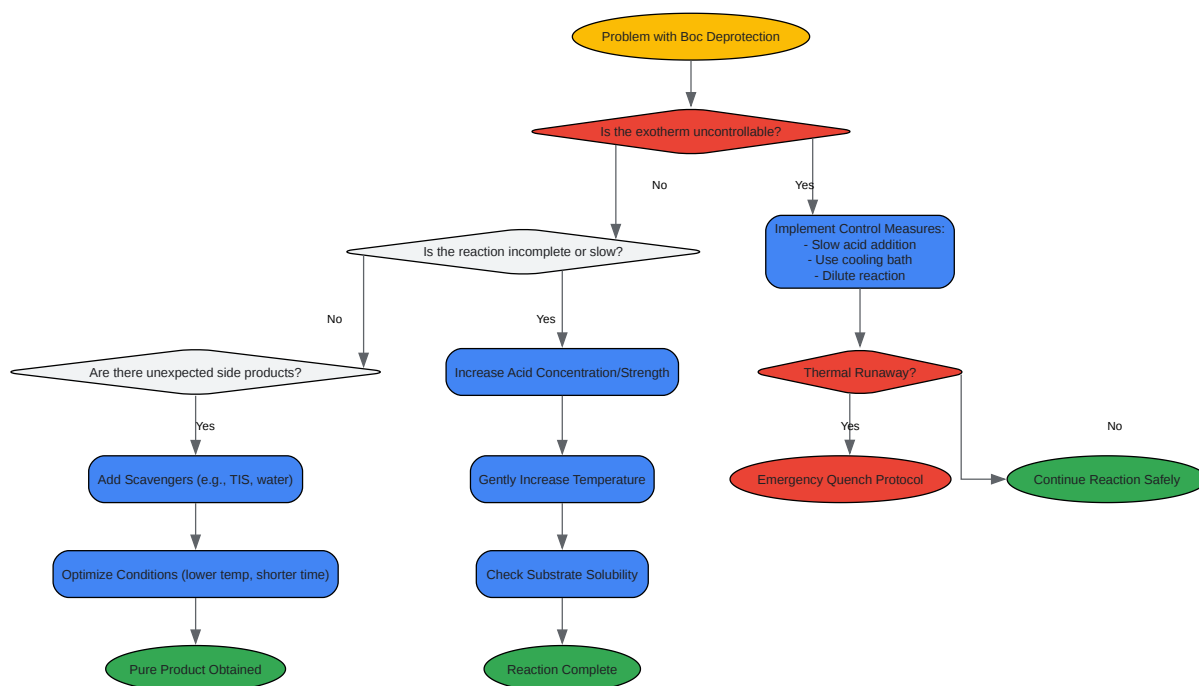 Problem with Boc Deprotection
Is the exotherm uncontrollable?
No
Yes
Implement Control Measures:
- Slow acid addition
- Use cooling bath
- Dilute reaction
Is the reaction incomplete or slow?
No
Yes
Are there unexpected side products?
Increase Acid Concentration/Strength
Thermal Runaway?
Yes
Yes
No
Add Scavengers (e.g., TIS, water)
Gently Increase Temperature
Emergency Quench Protocol
Continue Reaction Safely
Optimize Conditions (lower temp, shorter time)
Check Substrate Solubility
Pure Product Obtained
Reaction Complete